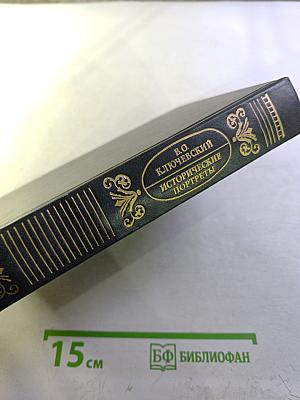 В.О.
КЛЮЧЕВСКИЙ
ИСТОРИЧЕСКИЕ
ПОРТРЕТЫ
15 см
БФ БИБЛИОФАН